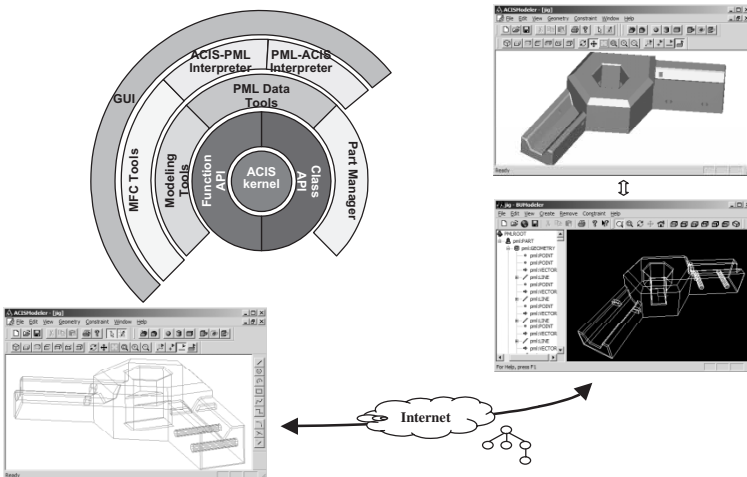 ACIS-PML
Interpreter
PML-ACIS
Interpreter
GUI
PML Data
Tools
MFC Tools
Modeling
Tools
Function
API
ACIS
kernel
Class
API
Part Manager
ACISModeler - [jig]
File Edit View Geometry Constraint Window Help
Ready
jig - BUModeler
File Edit View Create Remove Constraint Help
PMLROOT
pml:PART
pml:GEOMETRY
pml:POINT
pml:POINT
pml:VECTOR
pml:LINE
pml:POINT
pml:VECTOR
pml:LINE
pml:POINT
pml:VECTOR
pml:LINE
pml:POINT
pml:VECTOR
pml:LINE
For Help, press F1
ACISModeler - [jig]
File Edit View Geometry Constraint Window Help
Ready
Internet